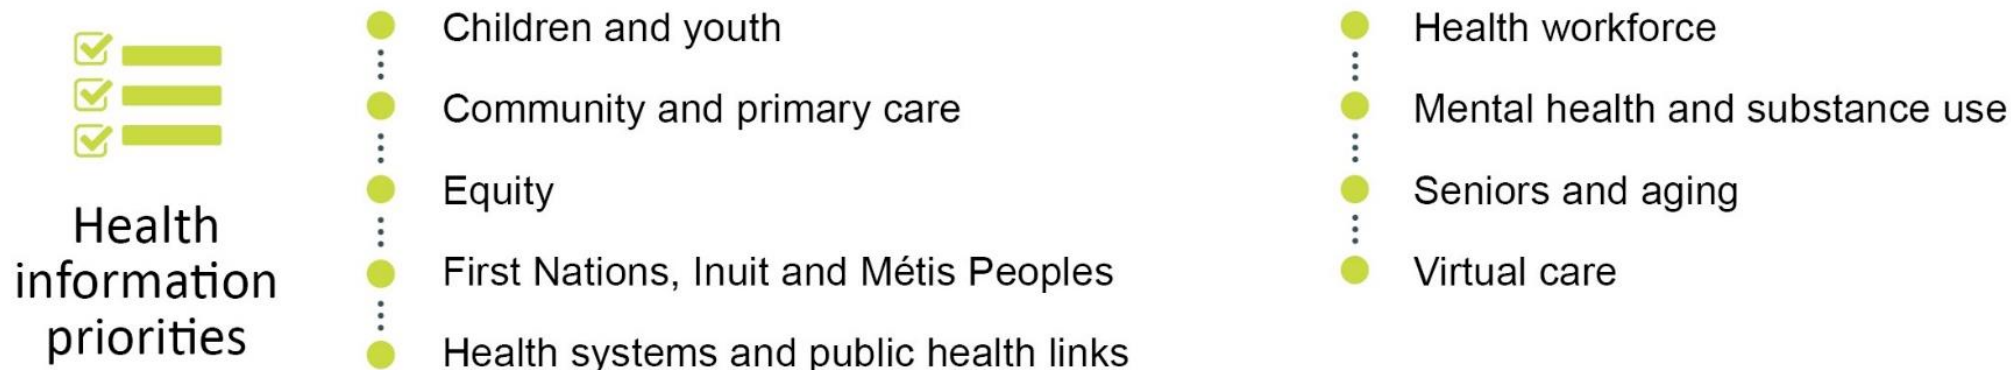 Health
information
priorities
Children and youth
Community and primary care
Equity
First Nations, Inuit and Métis Peoples
Health systems and public health links
Health workforce
Mental health and substance use
Seniors and aging
Virtual care